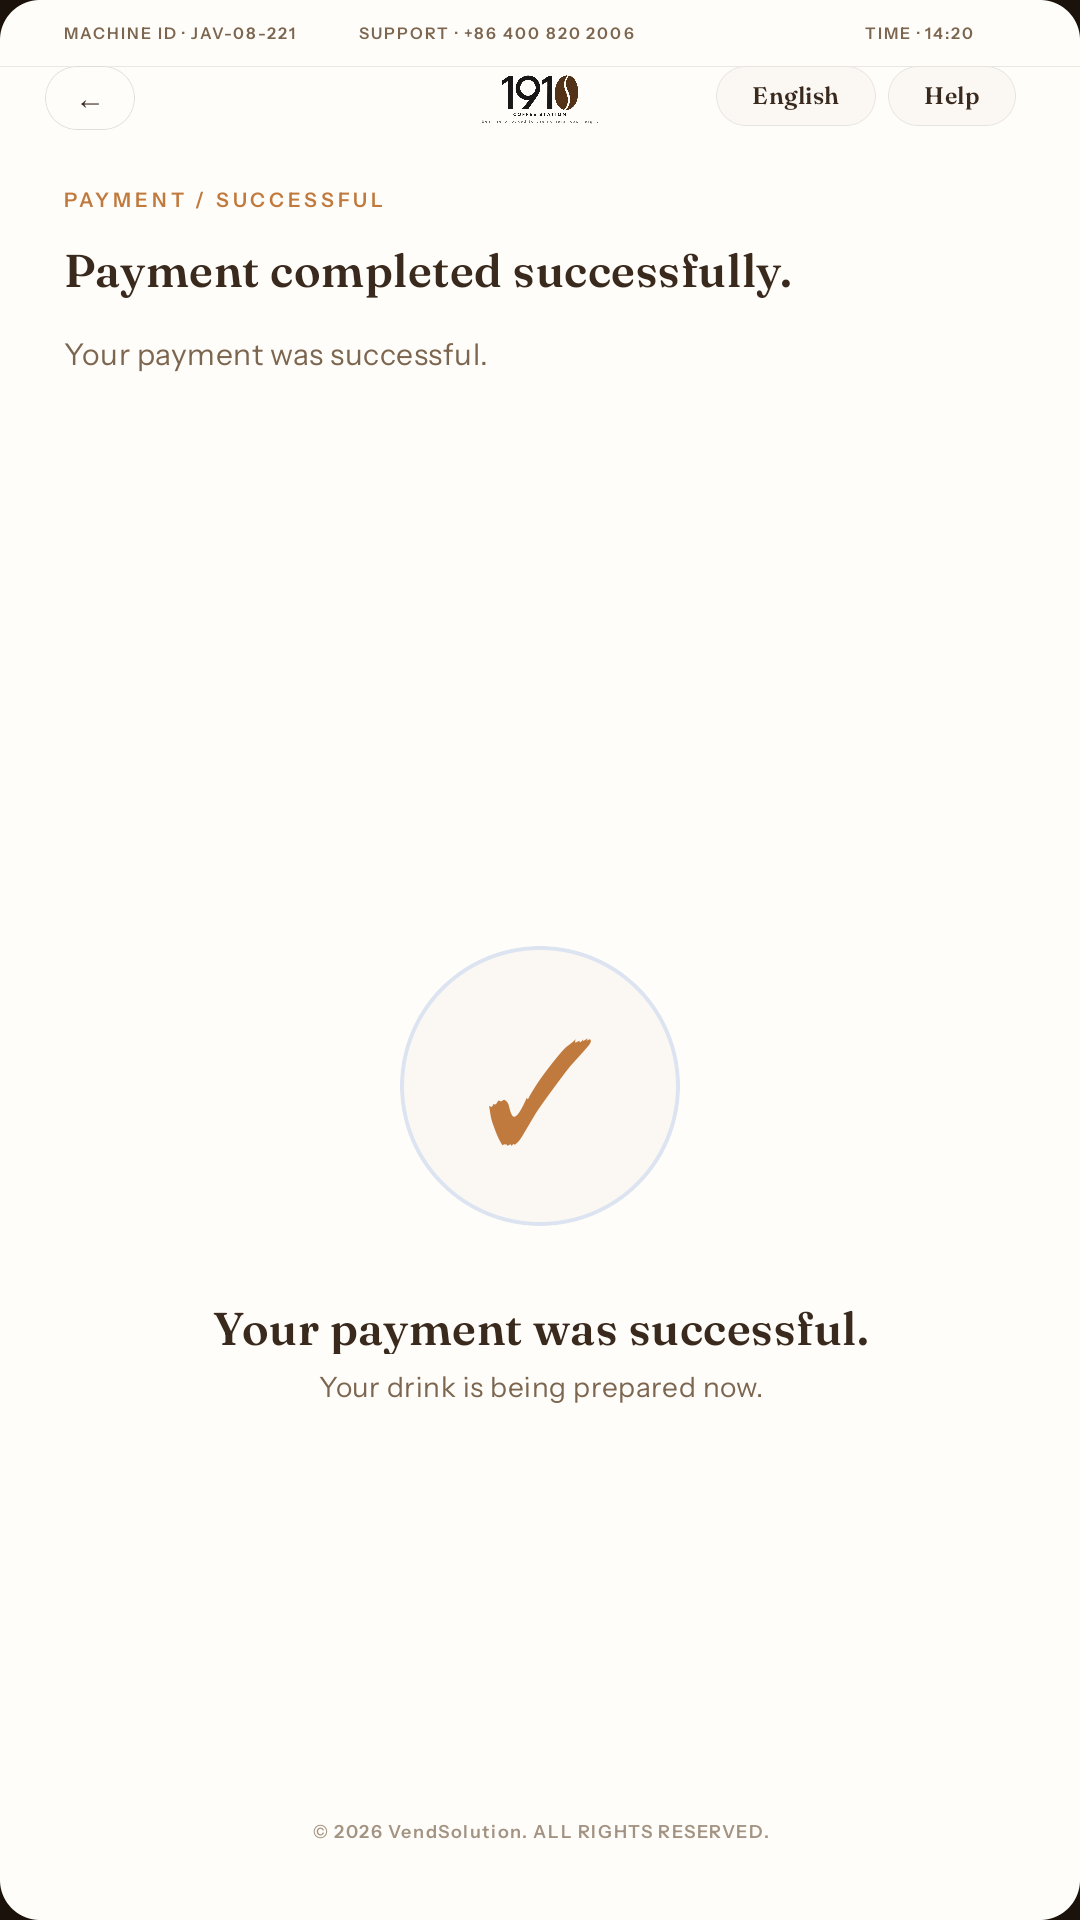 MACHINE ID · JAV-08-221 SUPPORT · +86 400 820 2006 TIME · 14:20
← 1910 English Help
COFFEE STATION
PAYMENT / SUCCESSFUL
Payment completed successfully.
Your payment was successful.
✓
Your payment was successful.
Your drink is being prepared now.
© 2026 VendSolution. ALL RIGHTS RESERVED.